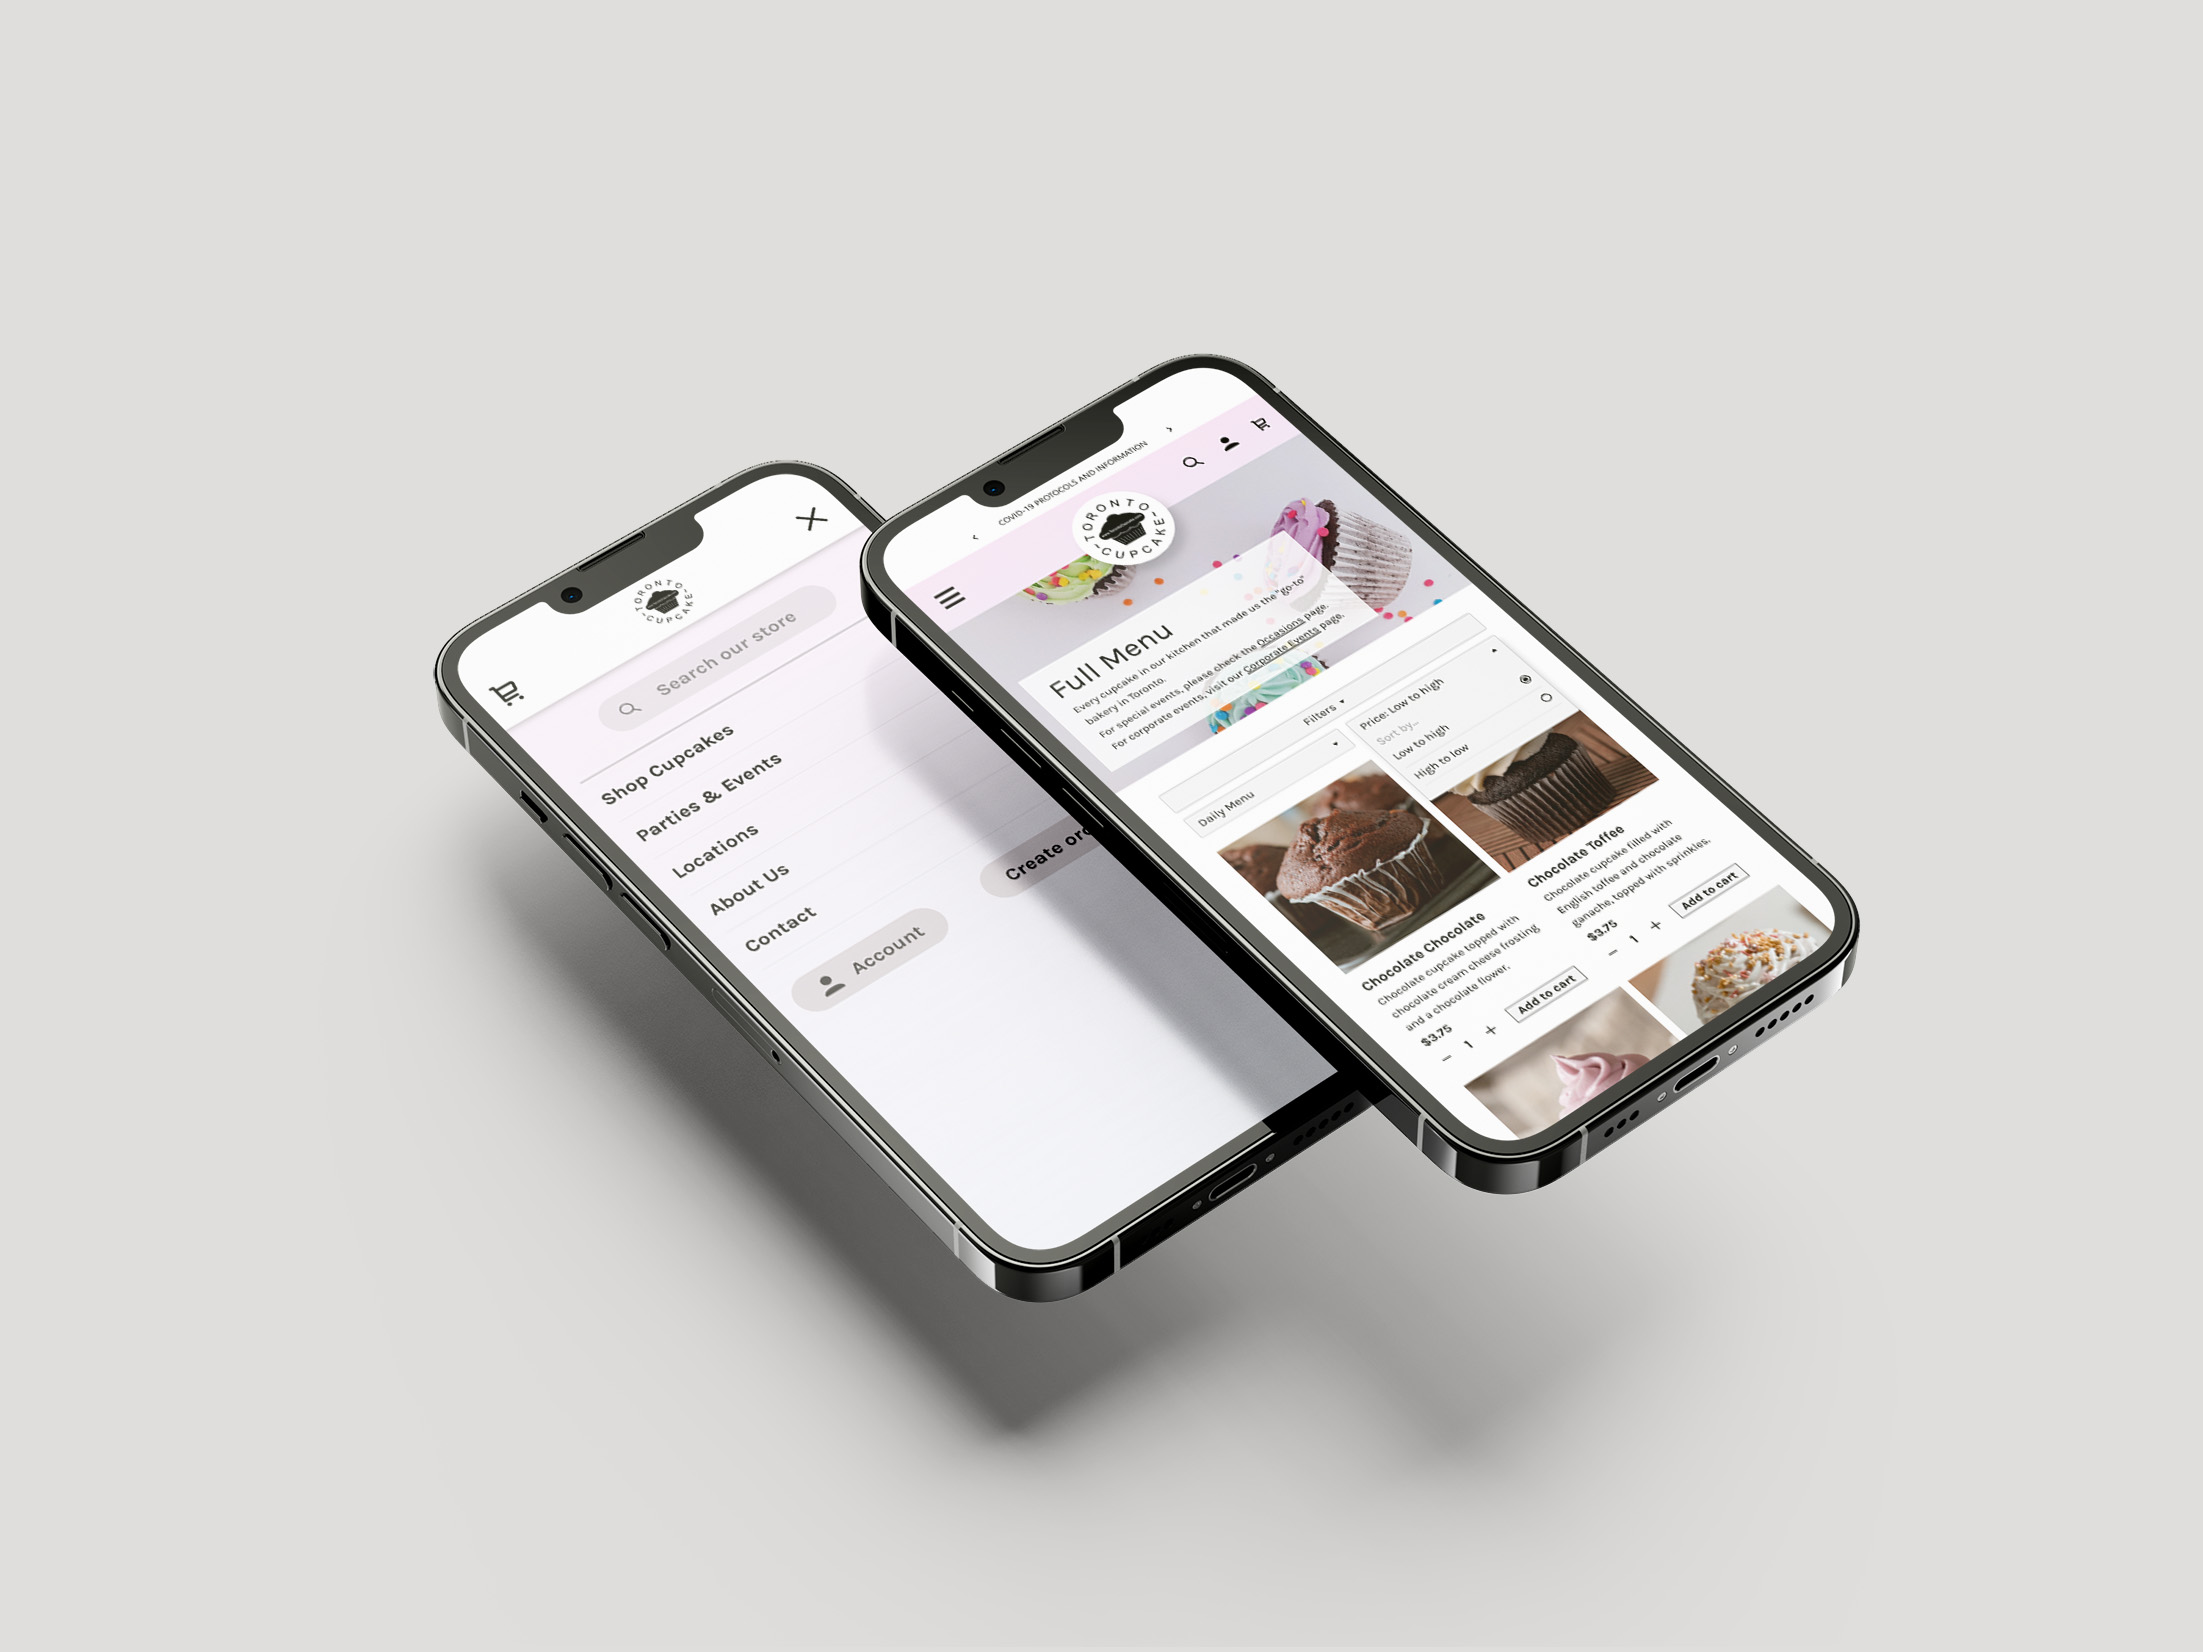 TORONTO
CUPCAKE
Search our store
Shop Cupcakes
Parties & Events
Locations
About Us
Contact
Account
Create
COVID-19 PROTOCOLS AND INFORMATION
TORONTO
CUPCAKE
Full Menu
Every cupcake in our kitchen that made us the "go-to"
bakery in Toronto.
For special events, please check the Occasions page.
For corporate events, visit our Corporate Events page.
Filters
Daily Menu
Price: Low to high
Sort by...
Low to high
High to low
Chocolate Chocolate
Chocolate cupcake topped with
chocolate cream cheese frosting
and a chocolate flower.
$3.75
− 1 +
Add to cart
Chocolate Toffee
Chocolate cupcake filled with
English toffee and chocolate
ganache, topped with sprinkles.
$3.75
− 1 +
Add to cart